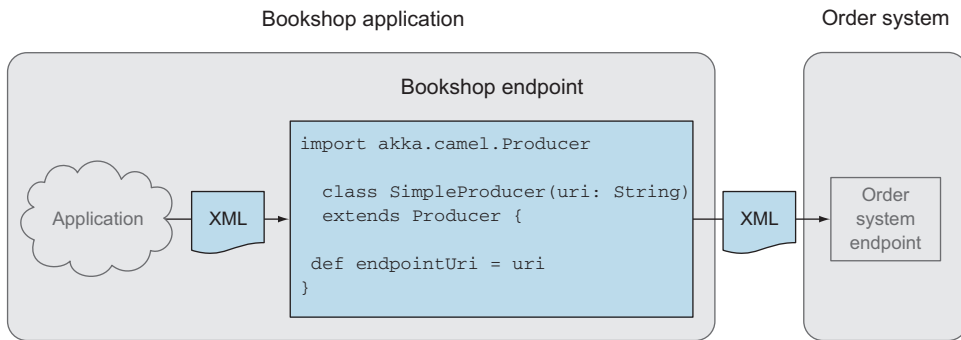 Bookshop application
Order system
Bookshop endpoint
import akka.camel.Producer
class SimpleProducer(uri: String)
extends Producer {
def endpointUri = uri
}
Application
XML
XML
Order
system
endpoint